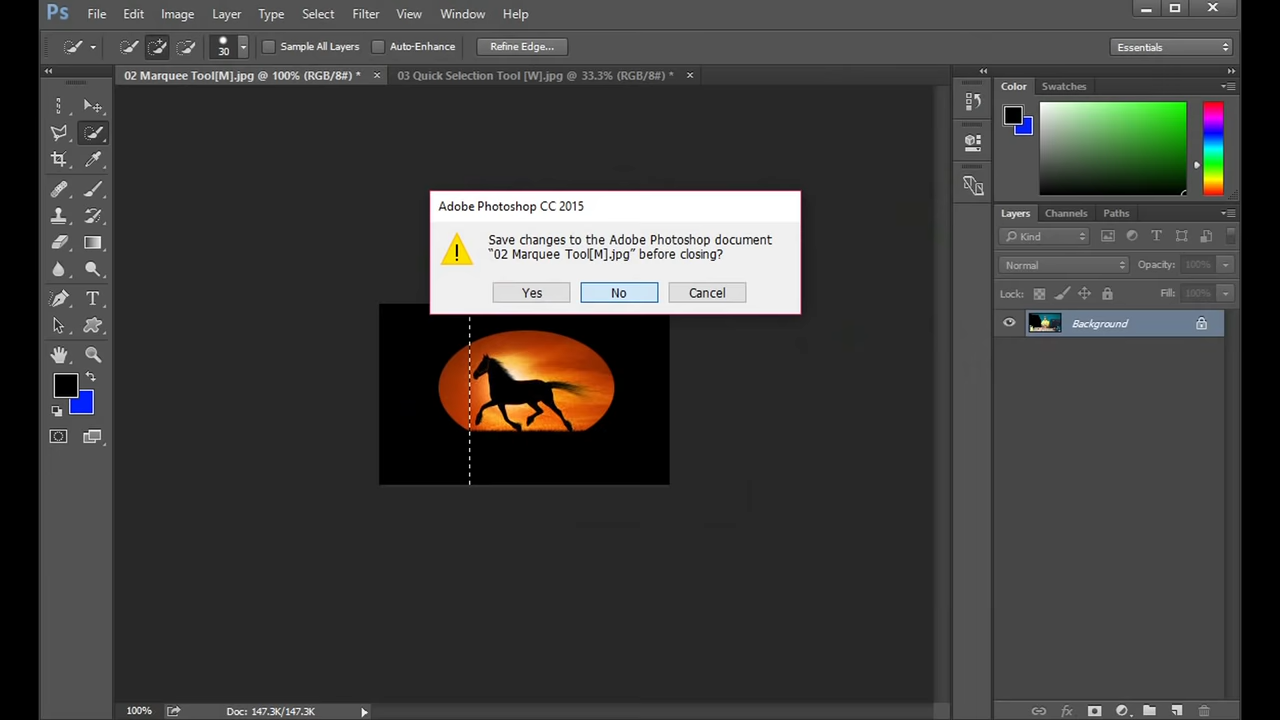 Ps File Edit Image Layer Type Select Filter View Window Help
30 Sample All Layers Auto-Enhance Refine Edge... Essentials
02 Marquee Tool[M].jpg @ 100% (RGB/8#) * 03 Quick Selection Tool [W].jpg @ 33.3% (RGB/8#) *
Color Swatches
Adobe Photoshop CC 2015
Save changes to the Adobe Photoshop document
“02 Marquee Tool[M].jpg” before closing?
Yes No Cancel
Layers Channels Paths
Kind
Normal Opacity: 100%
Lock: Fill: 100%
Background
100% Doc: 147.3K/147.3K